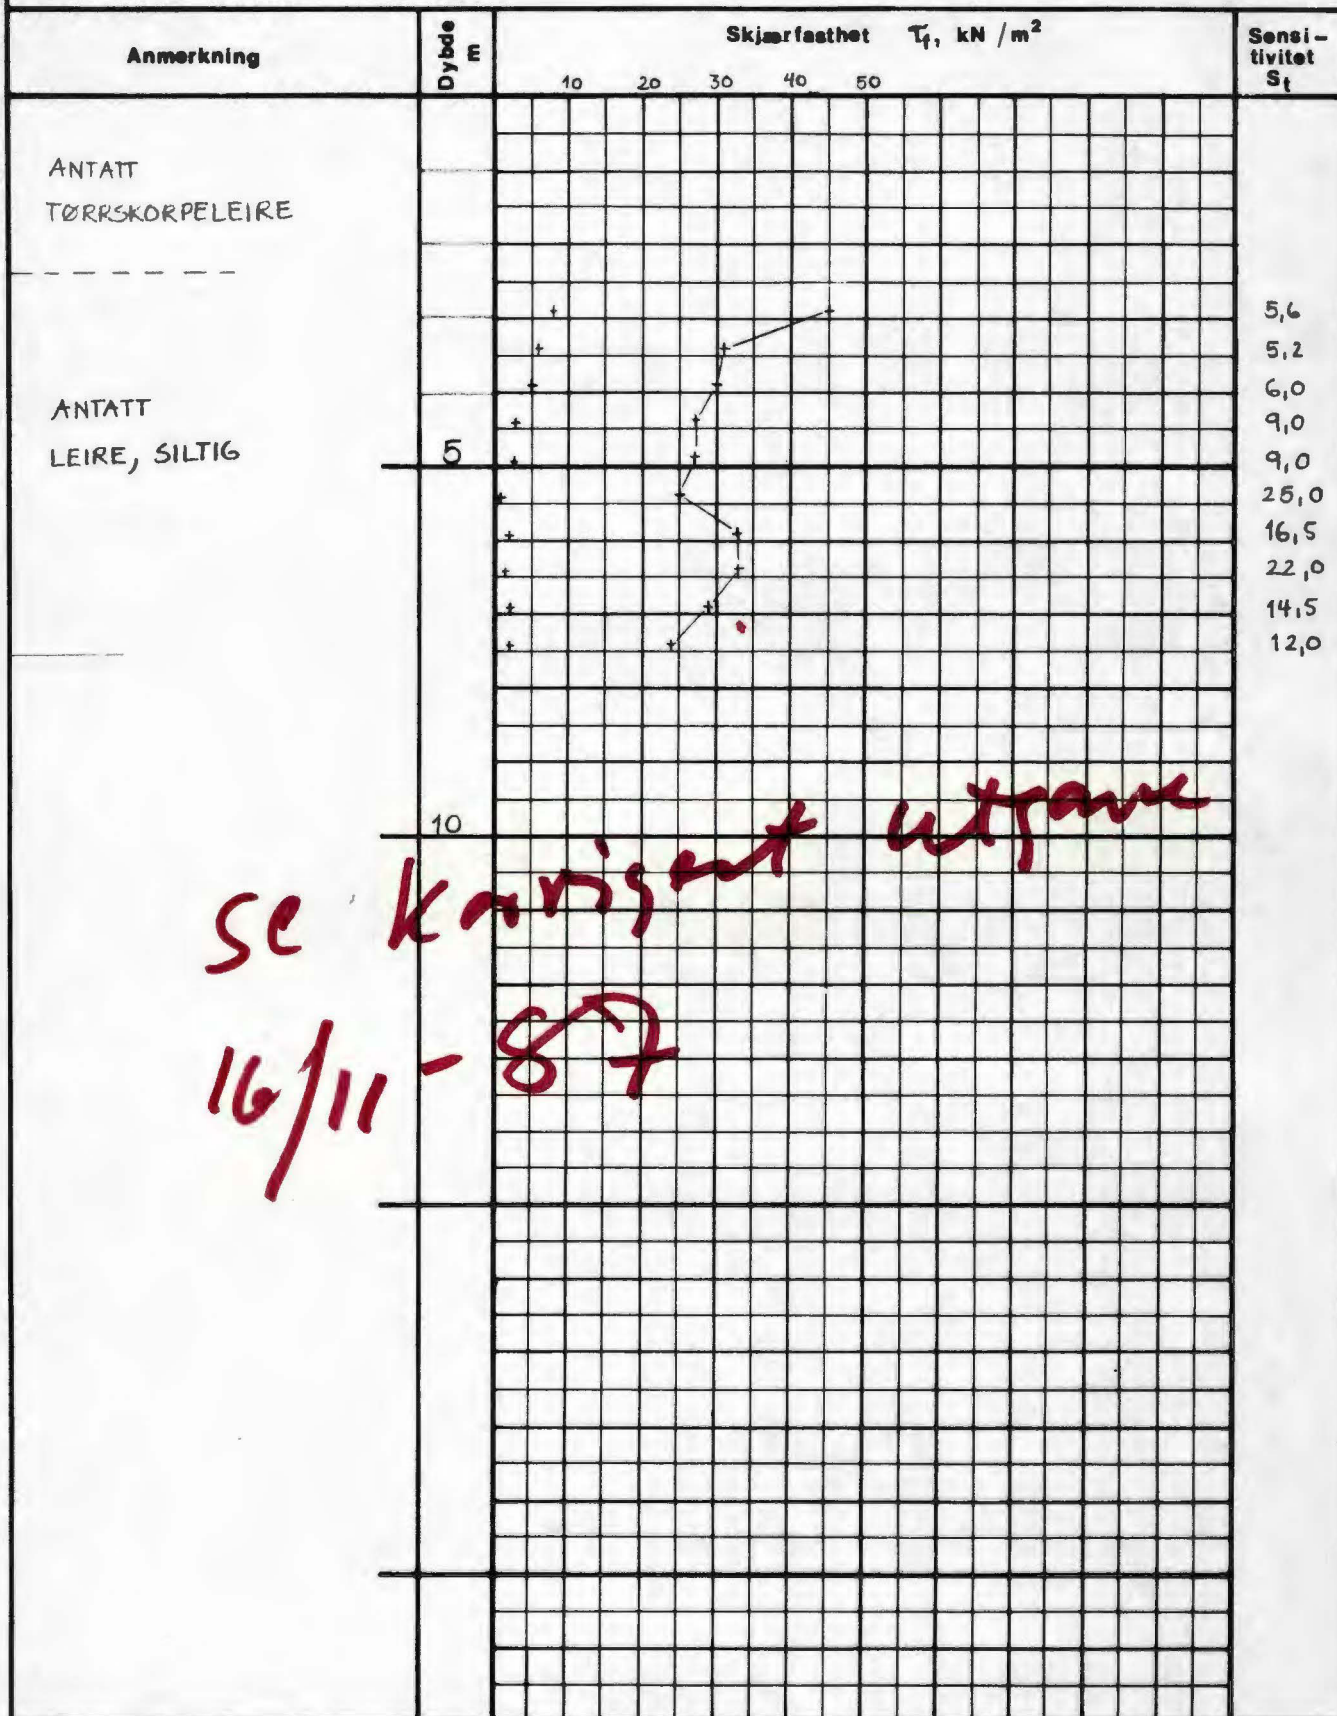 Anmerkning
Dybde m
Skjærfasthet τf, kN /m²
Sensi-
tivitet
St
10 20 30 40 50
ANTATT
TØRRSKORPELEIRE
5,6
5,2
6,0
ANTATT
9,0
LEIRE, SILTIG
5
9,0
25,0
16,5
22,0
14,5
12,0
10
se korrigert utgave
16/11 - 87